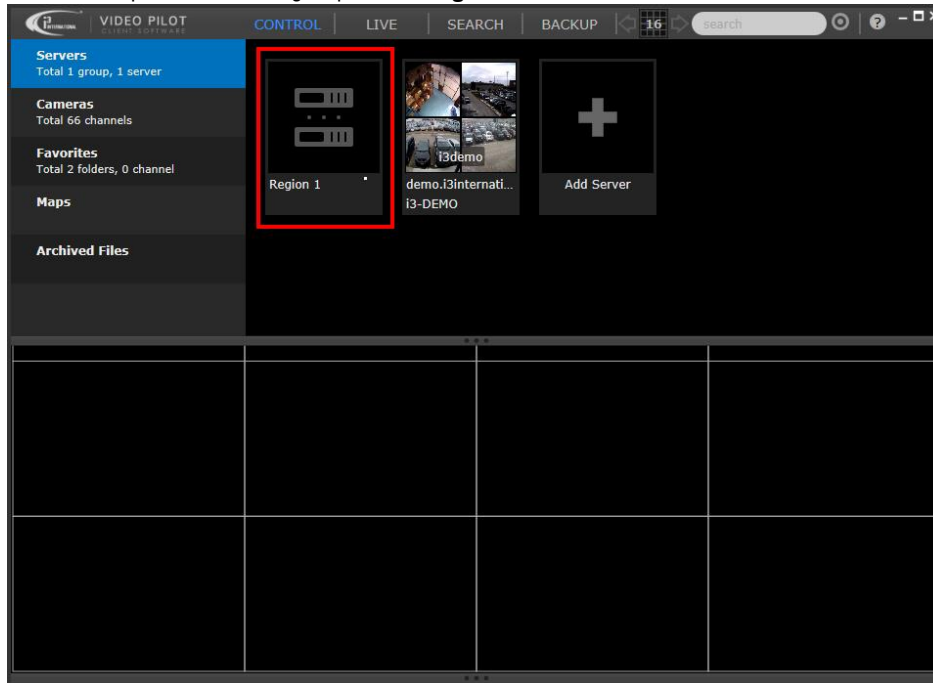 VIDEO PILOT
CLIENT SOFTWARE
CONTROL
LIVE
SEARCH
BACKUP
16
search
?
Servers
Total 1 group, 1 server
Cameras
Total 66 channels
Favorites
Total 2 folders, 0 channel
Maps
Archived Files
Region 1
i3demo
demo.i3internati...
i3-DEMO
Add Server